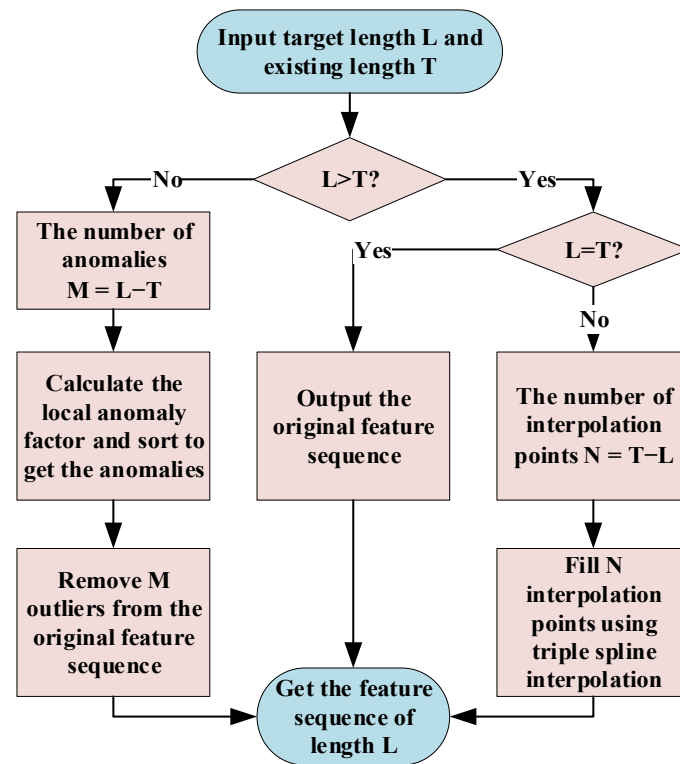 Input target length L and
existing length T
L>T?
No
Yes
The number of
anomalies
M = L−T
L=T?
Yes
No
Calculate the
local anomaly
factor and sort to
get the anomalies
Output the
original feature
sequence
The number of
interpolation
points N = T−L
Remove M
outliers from the
original feature
sequence
Fill N
interpolation
points using
triple spline
interpolation
Get the feature
sequence of
length L